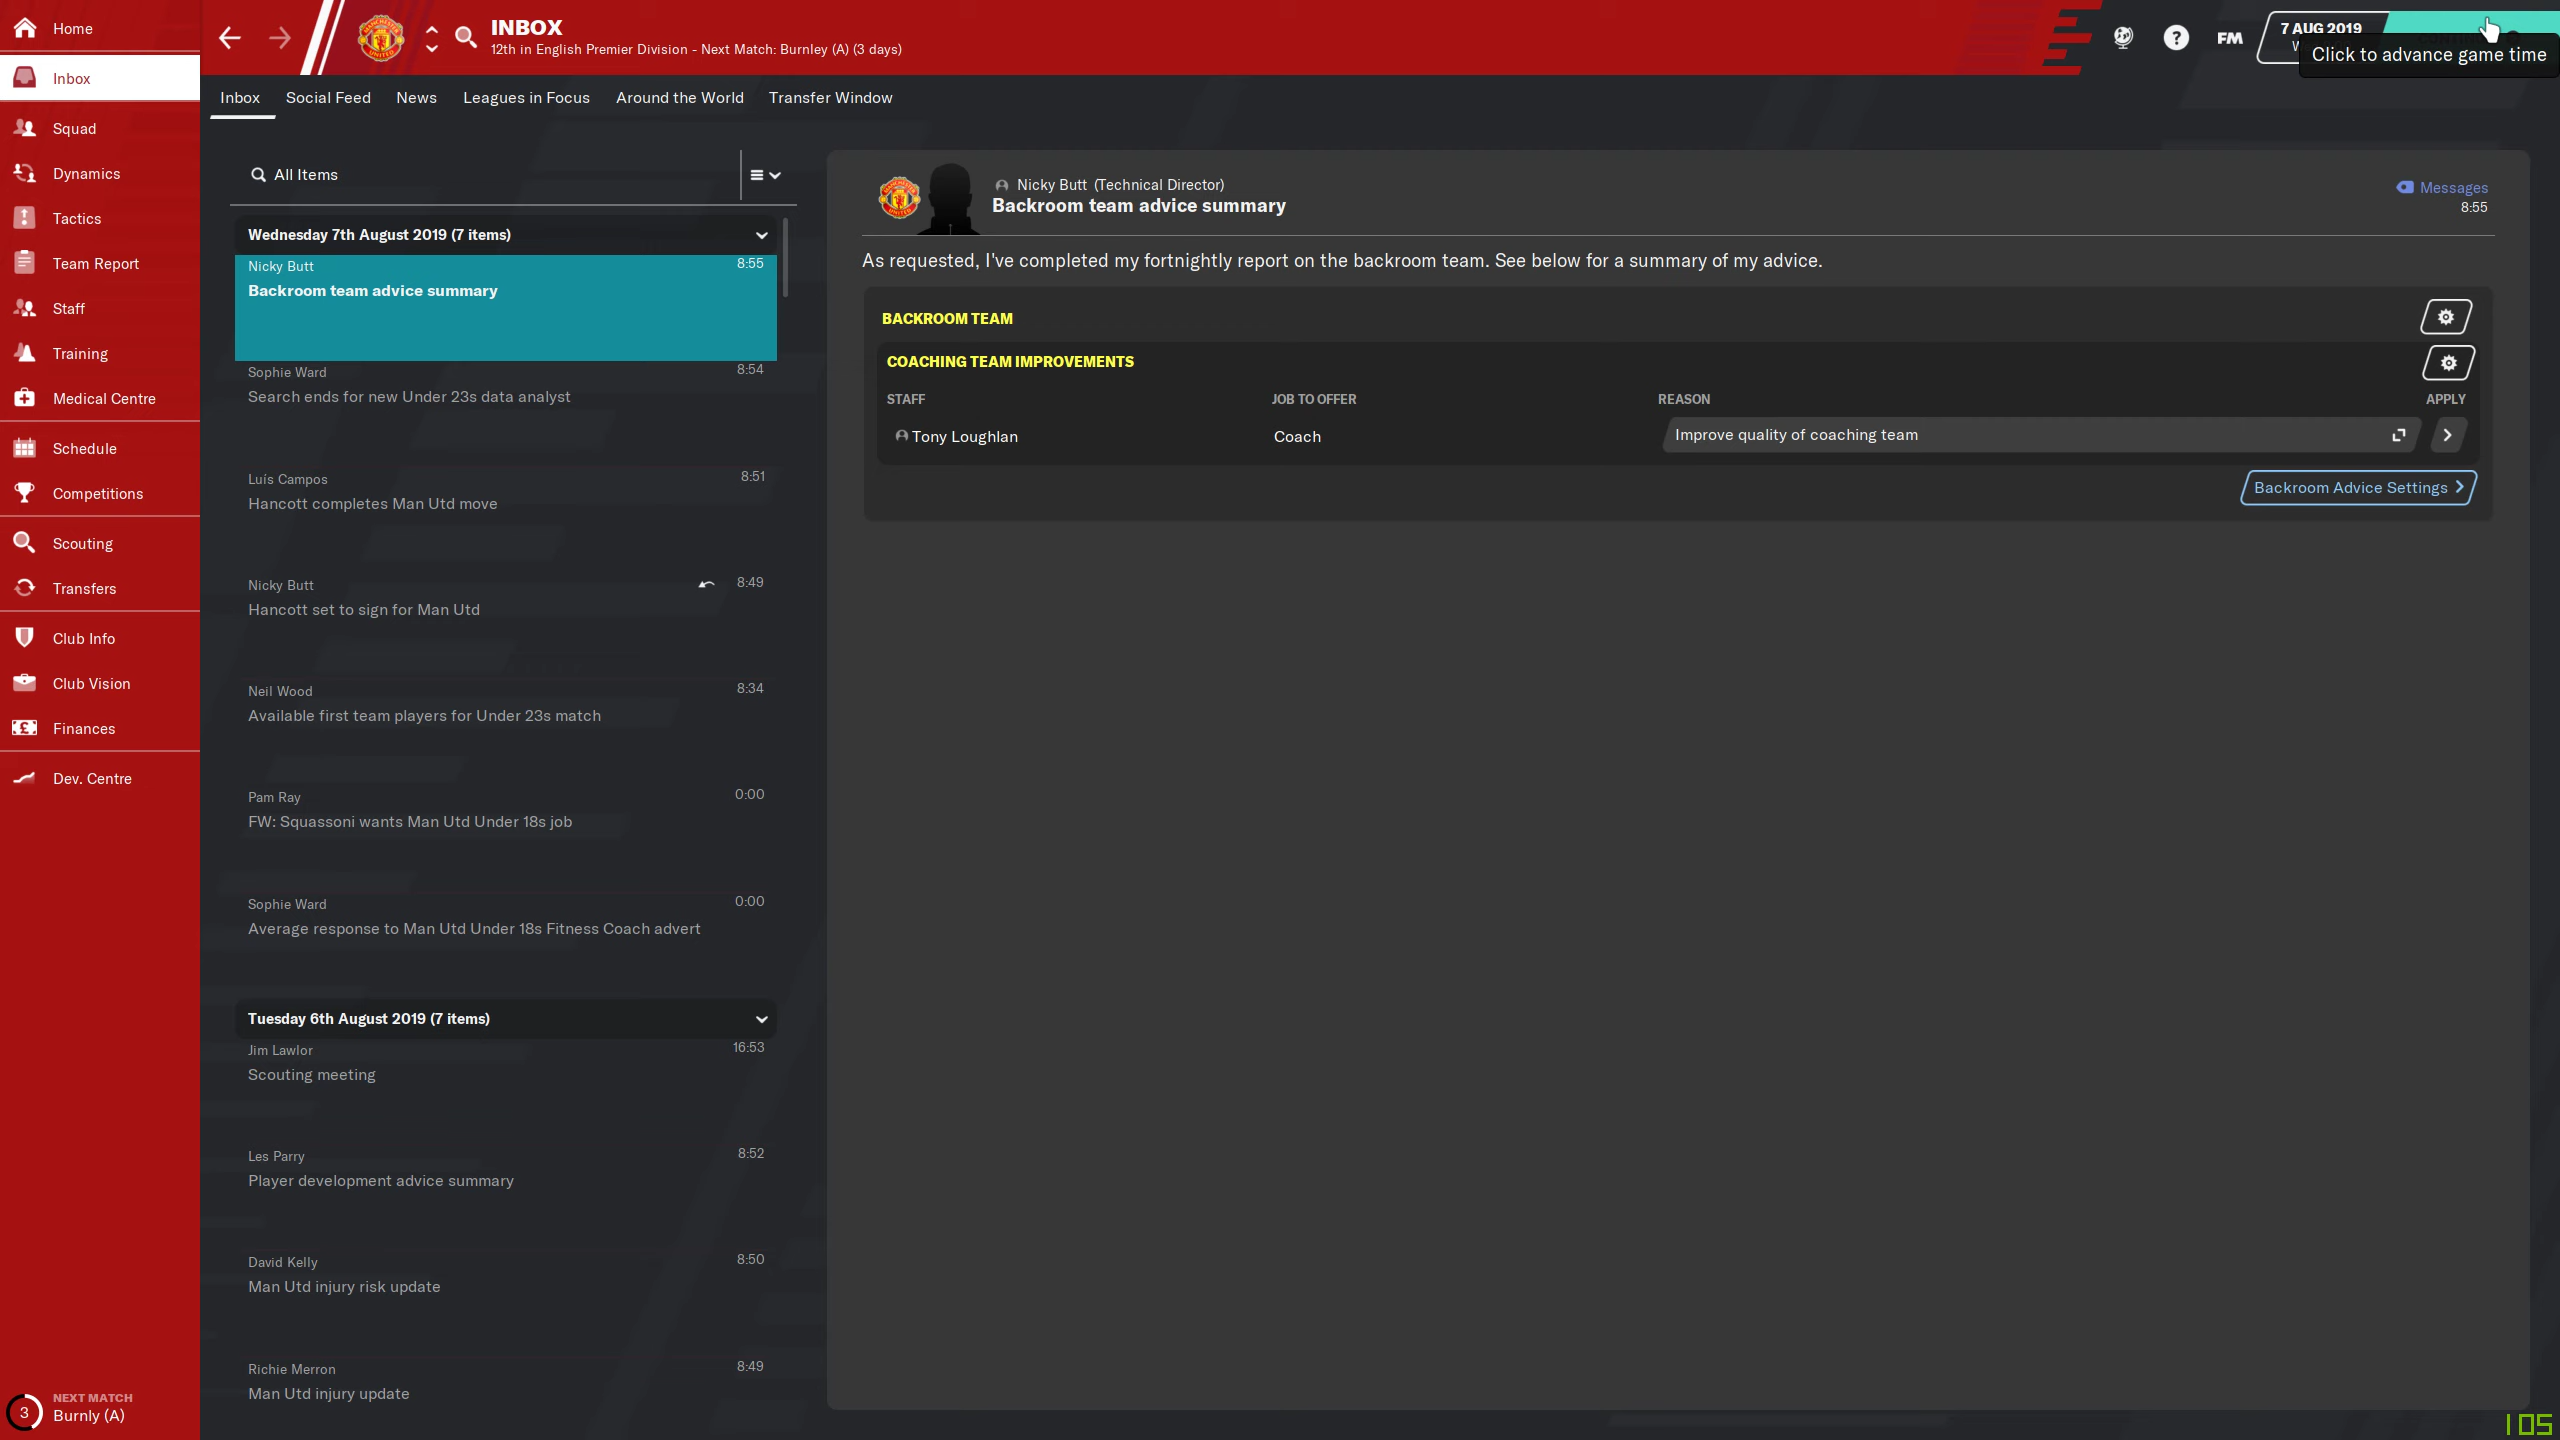 Home
Inbox
Squad
Dynamics
Tactics
Team Report
Staff
Training
Medical Centre
Schedule
Competitions
Scouting
Transfers
Club Info
Club Vision
Finances
Dev. Centre
3
NEXT MATCH
Burnly (A)
INBOX
12th in English Premier Division - Next Match: Burnley (A) (3 days)
FM
7 AUG 2019
Click to advance game time
Inbox Social Feed News Leagues in Focus Around the World Transfer Window
All Items
Wednesday 7th August 2019 (7 items)
Nicky Butt 8:55
Backroom team advice summary
Sophie Ward 8:54
Search ends for new Under 23s data analyst
Luís Campos 8:51
Hancott completes Man Utd move
Nicky Butt 8:49
Hancott set to sign for Man Utd
Neil Wood 8:34
Available first team players for Under 23s match
Pam Ray 0:00
FW: Squassoni wants Man Utd Under 18s job
Sophie Ward 0:00
Average response to Man Utd Under 18s Fitness Coach advert
Tuesday 6th August 2019 (7 items)
Jim Lawlor 16:53
Scouting meeting
Les Parry 8:52
Player development advice summary
David Kelly 8:50
Man Utd injury risk update
Richie Merron 8:49
Man Utd injury update
Nicky Butt (Technical Director)
Backroom team advice summary
Messages
8:55
As requested, I've completed my fortnightly report on the backroom team. See below for a summary of my advice.
BACKROOM TEAM
COACHING TEAM IMPROVEMENTS
STAFF JOB TO OFFER REASON APPLY
Tony Loughlan Coach Improve quality of coaching team
Backroom Advice Settings
105